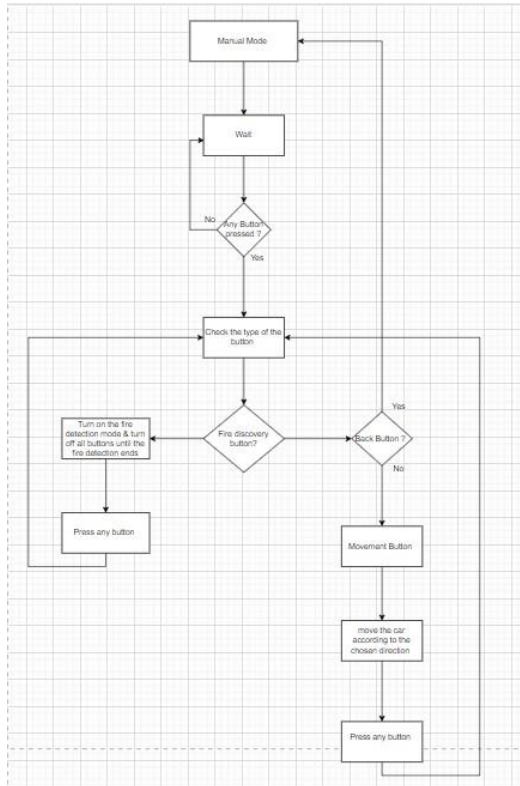 Manual Mode
Wait
No
Any Button
pressed ?
Yes
Check the type of the
button
Turn on the fire
detection mode & turn
off all buttons until the
fire detection ends
Fire discovery
button?
Yes
Back Button ?
No
Press any button
Movement Button
move the car
according to the
chosen direction
Press any button